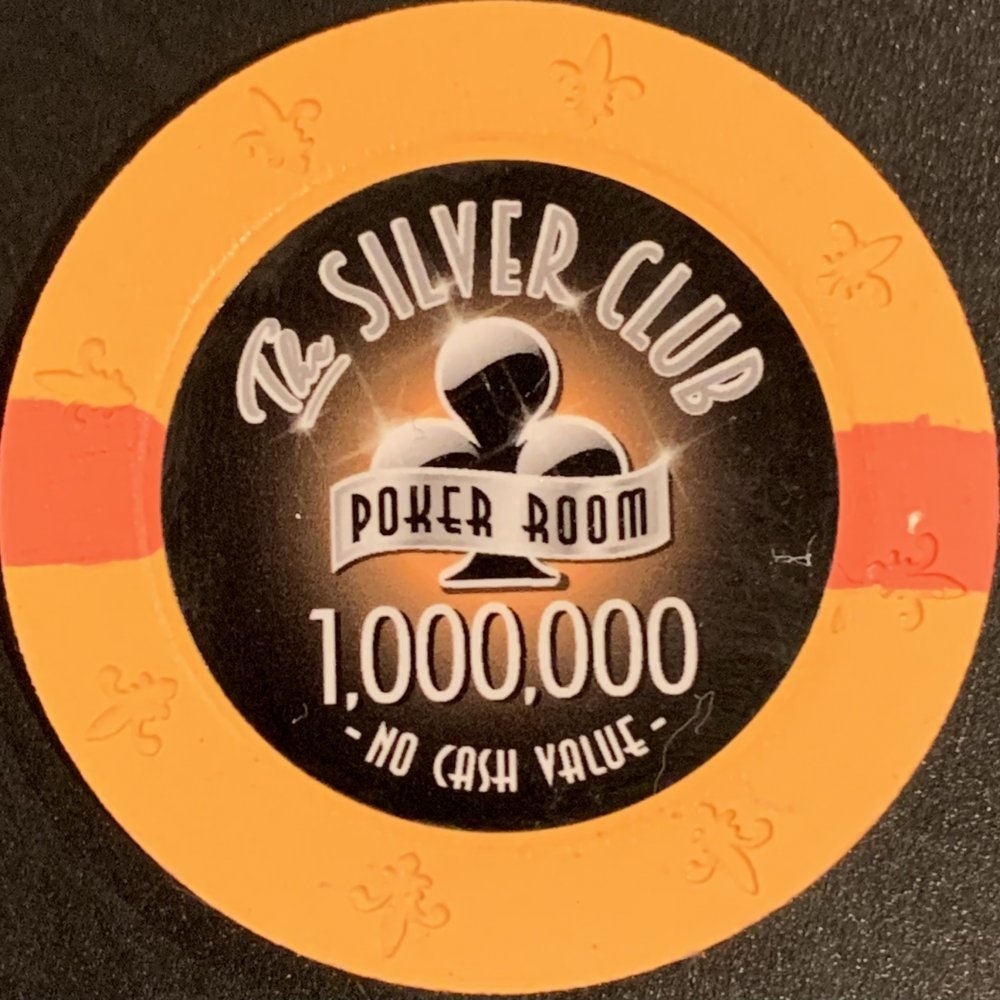 The SILVER CLUB
POKER ROOM
1,000,000
- NO CASH VALUE -